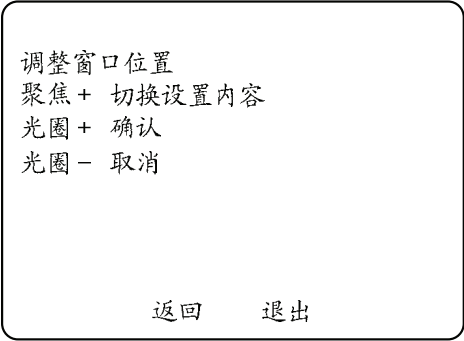 调整窗口位置
聚焦+ 切换设置内容
光圈+ 确认
光圈- 取消
返回 退出